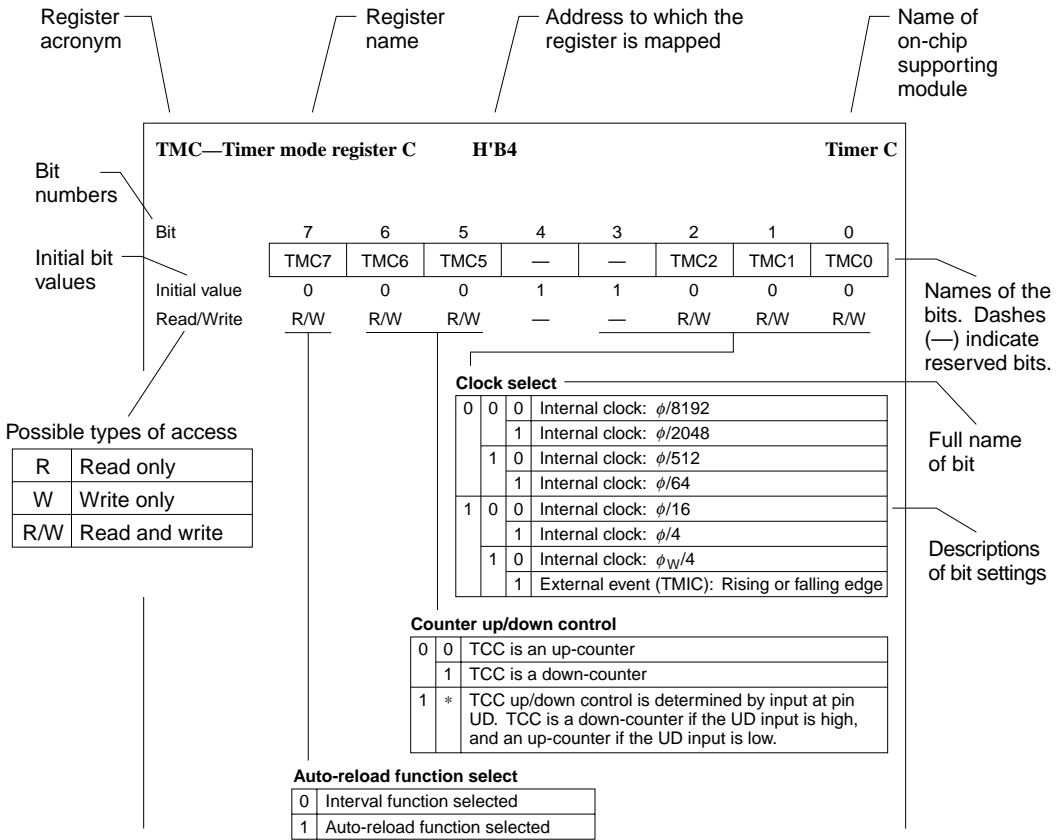 Register
acronym
Register
name
Address to which the
register is mapped
Name of
on-chip
supporting
module
TMC—Timer mode register C H'B4 Timer C
Bit
numbers
Bit 7 6 5 4 3 2 1 0
TMC7 TMC6 TMC5 — — TMC2 TMC1 TMC0
Initial bit
values
Initial value 0 0 0 1 1 0 0 0
Read/Write R/W R/W R/W — — R/W R/W R/W
Names of the
bits. Dashes
(—) indicate
reserved bits.
Possible types of access
R Read only
W Write only
R/W Read and write
Clock select
0 0 0 Internal clock: ϕ/8192
1 Internal clock: ϕ/2048
1 0 Internal clock: ϕ/512
1 Internal clock: ϕ/64
1 0 0 Internal clock: ϕ/16
1 Internal clock: ϕ/4
1 0 Internal clock: ϕW/4
1 External event (TMIC): Rising or falling edge
Full name
of bit
Descriptions
of bit settings
Counter up/down control
0 0 TCC is an up-counter
1 TCC is a down-counter
1 * TCC up/down control is determined by input at pin
UD. TCC is a down-counter if the UD input is high,
and an up-counter if the UD input is low.
Auto-reload function select
0 Interval function selected
1 Auto-reload function selected